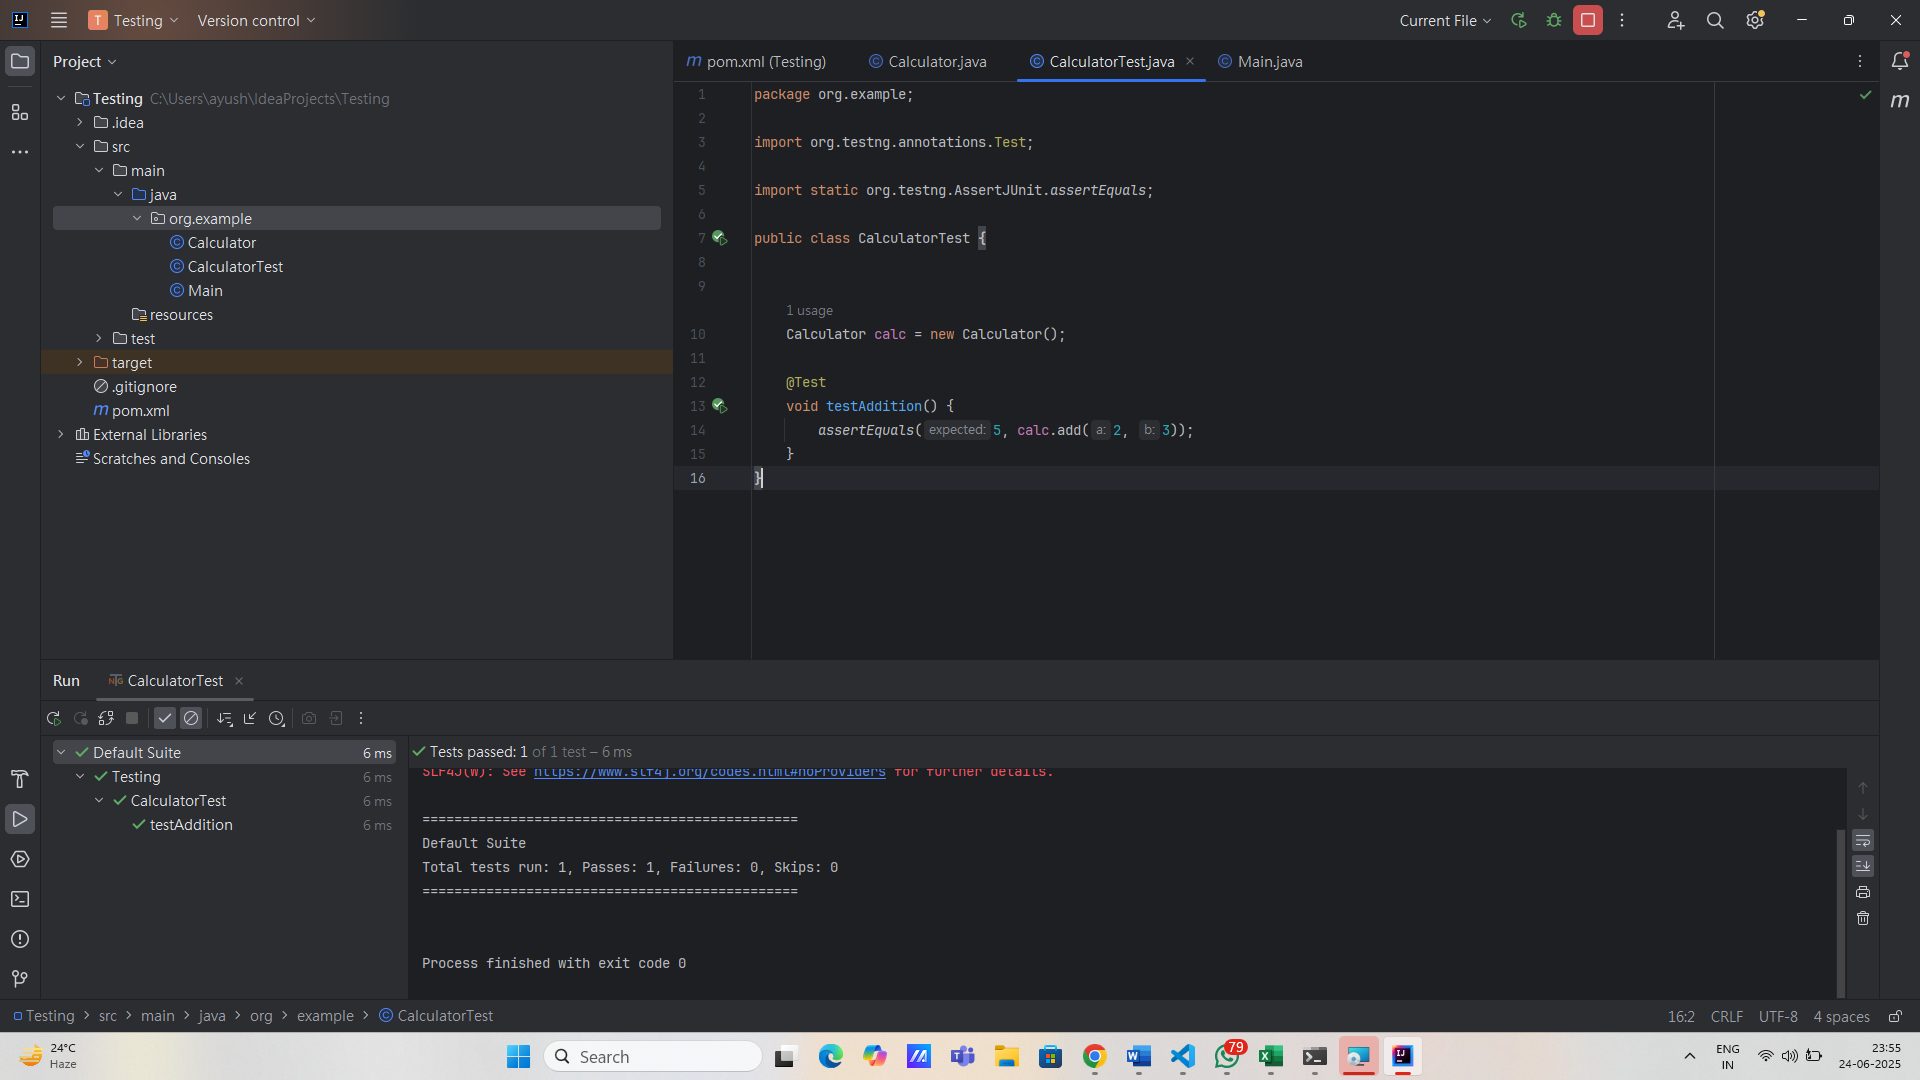 Testing
Version control
Current File
Project
Testing C:\Users\ayush\IdeaProjects\Testing
.idea
src
main
java
org.example
Calculator
CalculatorTest
Main
resources
test
target
.gitignore
pom.xml
External Libraries
Scratches and Consoles
pom.xml (Testing)
Calculator.java
CalculatorTest.java
Main.java
1 package org.example;
2
3 import org.testng.annotations.Test;
4
5 import static org.testng.AssertJUnit.assertEquals;
6
7 public class CalculatorTest {
8
9
1 usage
10 Calculator calc = new Calculator();
11
12 @Test
13 void testAddition() {
14 assertEquals( expected: 5, calc.add( a: 2, b: 3));
15 }
16 }
Run
CalculatorTest
Default Suite 6 ms
Testing 6 ms
CalculatorTest 6 ms
testAddition 6 ms
Tests passed: 1 of 1 test – 6 ms
SLF4J(W): See https://www.slf4j.org/codes.html#noProviders for further details.
===============================================
Default Suite
Total tests run: 1, Passes: 1, Failures: 0, Skips: 0
===============================================
Process finished with exit code 0
Testing > src > main > java > org > example > CalculatorTest
16:2 CRLF UTF-8 4 spaces
24°C
Haze
Search
79
ENG
IN
23:55
24-06-2025